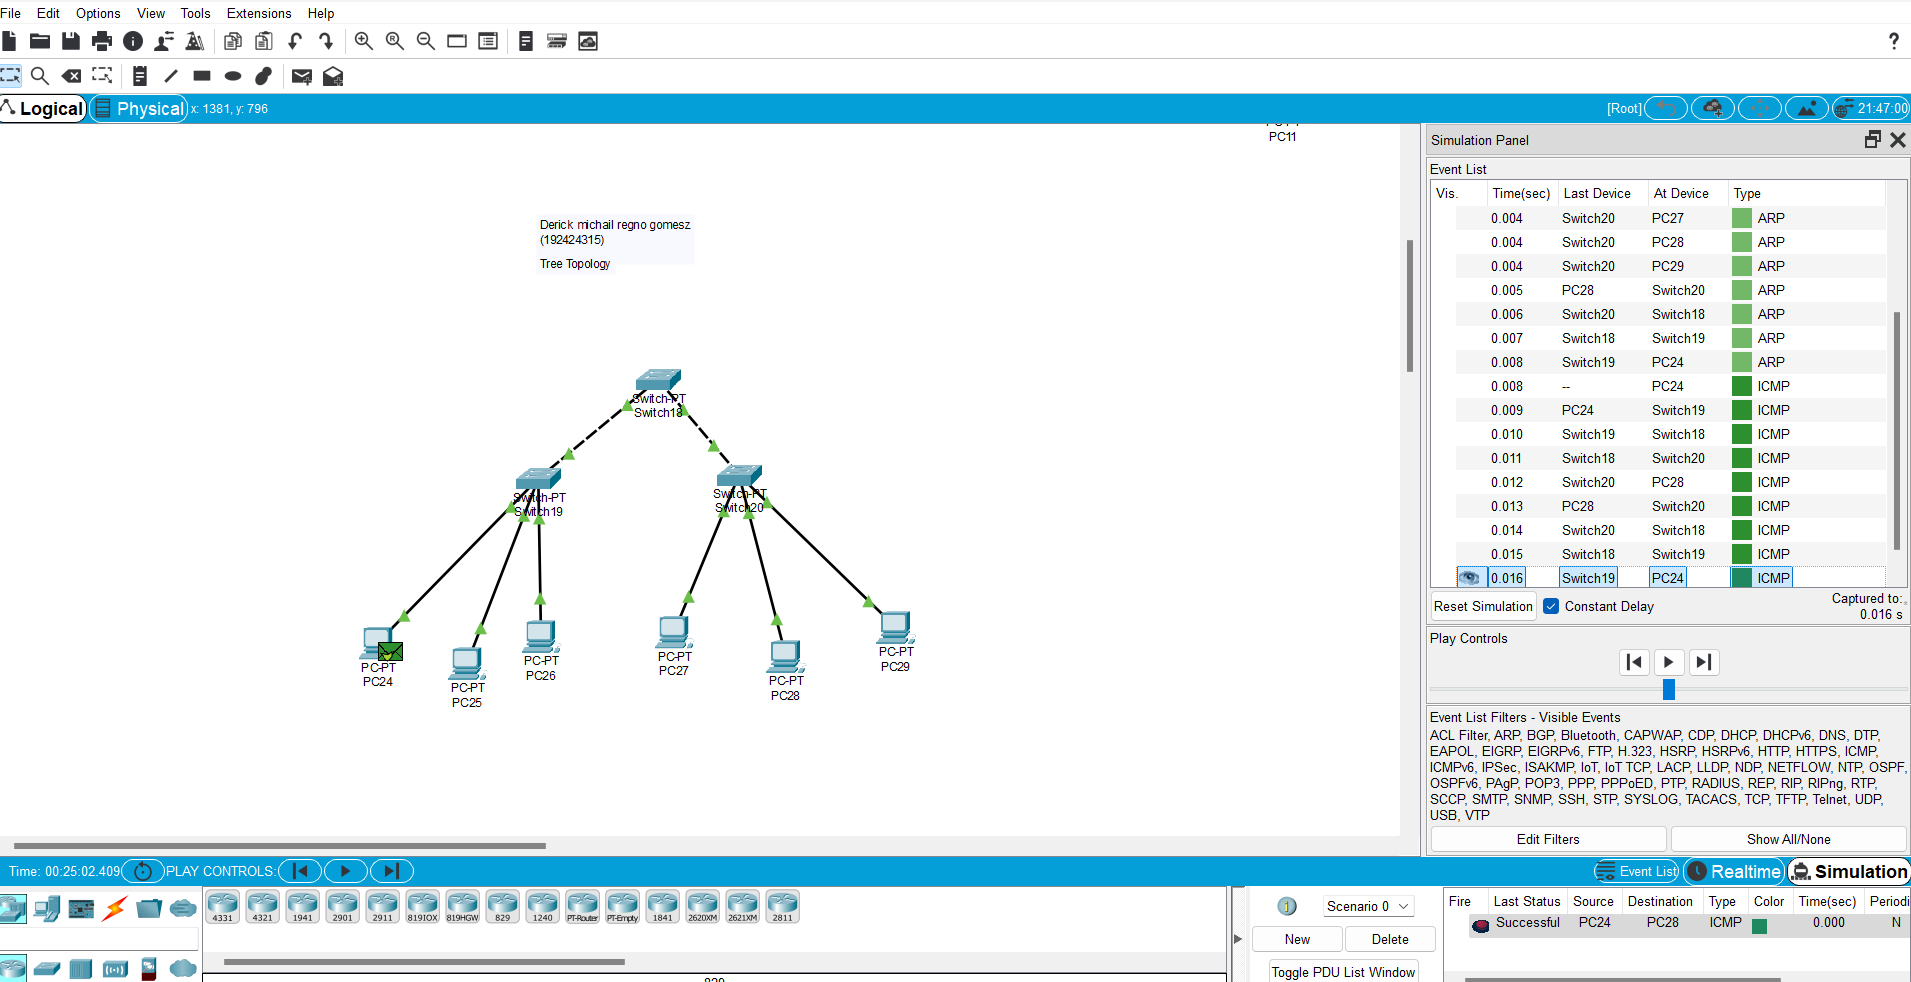 File Edit Options View Tools Extensions Help
Logical Physical x: 1381, y: 796 [Root] 21:47:00
PC11
Derick michail regno gomesz
(192424315)
Tree Topology
Switch-PT
Switch18
Switch-PT
Switch19
Switch-PT
Switch20
PC-PT
PC24
PC-PT
PC25
PC-PT
PC26
PC-PT
PC27
PC-PT
PC28
PC-PT
PC29
Simulation Panel
Event List
Vis. Time(sec) Last Device At Device Type
0.004 Switch20 PC27 ARP
0.004 Switch20 PC28 ARP
0.004 Switch20 PC29 ARP
0.005 PC28 Switch20 ARP
0.006 Switch20 Switch18 ARP
0.007 Switch18 Switch19 ARP
0.008 Switch19 PC24 ARP
0.008 -- PC24 ICMP
0.009 PC24 Switch19 ICMP
0.010 Switch19 Switch18 ICMP
0.011 Switch18 Switch20 ICMP
0.012 Switch20 PC28 ICMP
0.013 PC28 Switch20 ICMP
0.014 Switch20 Switch18 ICMP
0.015 Switch18 Switch19 ICMP
0.016 Switch19 PC24 ICMP
Reset Simulation Constant Delay Captured to:
0.016 s
Play Controls
Event List Filters - Visible Events
ACL Filter, ARP, BGP, Bluetooth, CAPWAP, CDP, DHCP, DHCPv6, DNS, DTP,
EAPOL, EIGRP, EIGRPv6, FTP, H.323, HSRP, HSRPv6, HTTP, HTTPS, ICMP,
ICMPv6, IPSec, ISAKMP, IoT, IoT TCP, LACP, LLDP, NDP, NETFLOW, NTP, OSPF,
OSPFv6, PAgP, POP3, PPP, PPPoED, PTP, RADIUS, REP, RIP, RIPng, RTP,
SCCP, SMTP, SNMP, SSH, STP, SYSLOG, TACACS, TCP, TFTP, Telnet, UDP,
USB, VTP
Edit Filters Show All/None
Time: 00:25:02.409 PLAY CONTROLS: Event List Realtime Simulation
4331 4321 1941 2901 2911 819IOX 819HGW 829 1240 PT-Router PT-Empty 1841 2620XM 2621XM 2811
Scenario 0
New Delete
Toggle PDU List Window
Fire Last Status Source Destination Type Color Time(sec) Periodi
Successful PC24 PC28 ICMP 0.000 N